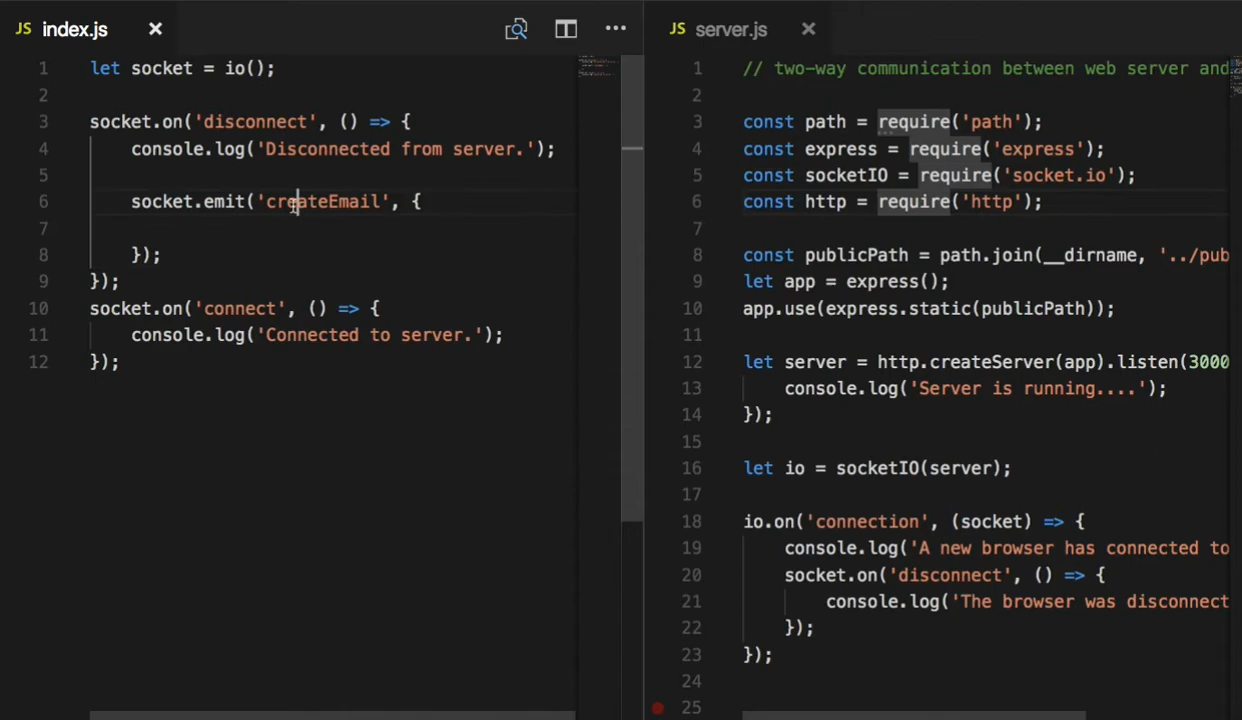 JS index.js ×
1 let socket = io();
2
3 socket.on('disconnect', () => {
4 console.log('Disconnected from server.');
5
6 socket.emit('createEmail', {
7
8 });
9 });
10 socket.on('connect', () => {
11 console.log('Connected to server.');
12 });
JS server.js ×
1 // two-way communication between web server and
2
3 const path = require('path');
4 const express = require('express');
5 const socketIO = require('socket.io');
6 const http = require('http');
7
8 const publicPath = path.join(__dirname, '../pub
9 let app = express();
10 app.use(express.static(publicPath));
11
12 let server = http.createServer(app).listen(3000
13 console.log('Server is running....');
14 });
15
16 let io = socketIO(server);
17
18 io.on('connection', (socket) => {
19 console.log('A new browser has connected to
20 socket.on('disconnect', () => {
21 console.log('The browser was disconnect
22 });
23 });
24
25